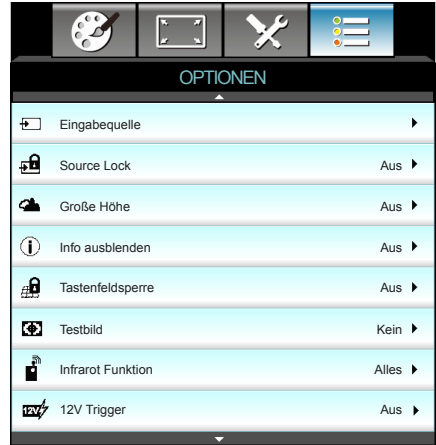 OPTIONEN
Eingabequelle
Source Lock Aus
Große Höhe Aus
Info ausblenden Aus
Tastenfeldsperre Aus
Testbild Kein
Infrarot Funktion Alles
12V 12V Trigger Aus